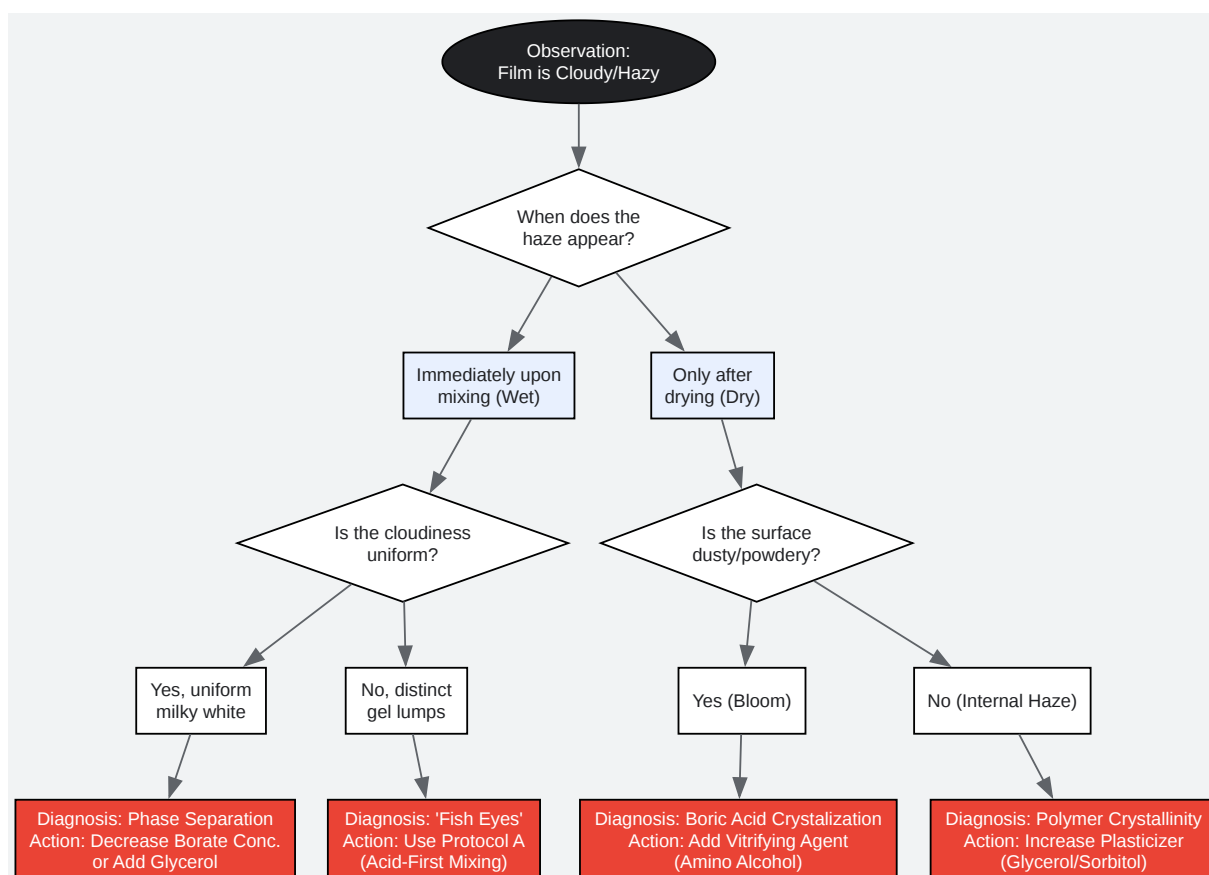 Observation:
Film is Cloudy/Hazy
When does the
haze appear?
Immediately upon
mixing (Wet)
Only after
drying (Dry)
Is the cloudiness
uniform?
Is the surface
dusty/powdery?
Yes, uniform
milky white
No, distinct
gel lumps
Yes (Bloom)
No (Internal Haze)
Diagnosis: Phase Separation
Action: Decrease Borate Conc.
or Add Glycerol
Diagnosis: 'Fish Eyes'
Action: Use Protocol A
(Acid-First Mixing)
Diagnosis: Boric Acid Crystalization
Action: Add Vitrifying Agent
(Amino Alcohol)
Diagnosis: Polymer Crystallinity
Action: Increase Plasticizer
(Glycerol/Sorbitol)